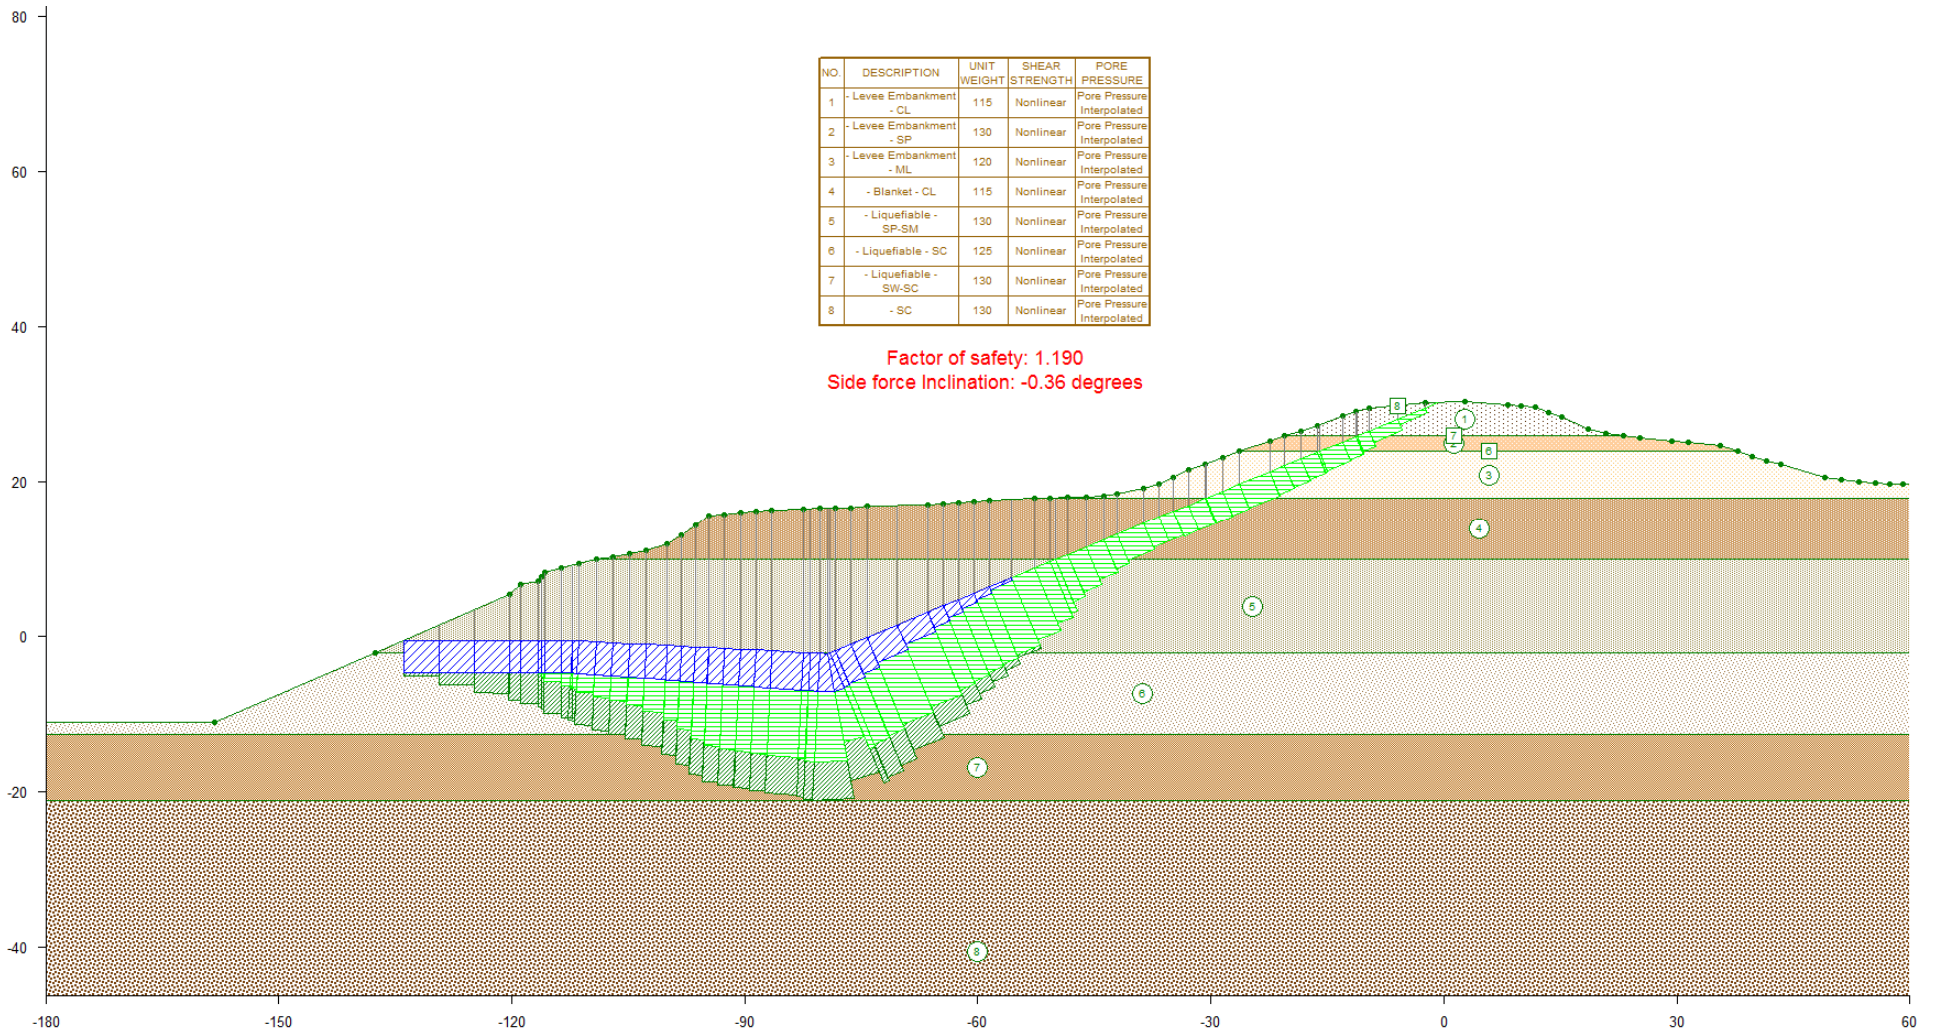 80
60
40
20
0
-20
-40
-180
-150
-120
-90
-60
-30
0
30
60
NO.
DESCRIPTION
UNIT
WEIGHT
SHEAR
STRENGTH
PORE
PRESSURE
1
- Levee Embankment
- CL
115
Nonlinear
Pore Pressure
Interpolated
2
- Levee Embankment
- SP
130
Nonlinear
Pore Pressure
Interpolated
3
- Levee Embankment
- ML
120
Nonlinear
Pore Pressure
Interpolated
4
- Blanket - CL
115
Nonlinear
Pore Pressure
Interpolated
5
- Liquefiable -
SP-SM
130
Nonlinear
Pore Pressure
Interpolated
6
- Liquefiable - SC
125
Nonlinear
Pore Pressure
Interpolated
7
- Liquefiable -
SW-SC
130
Nonlinear
Pore Pressure
Interpolated
8
- SC
130
Nonlinear
Pore Pressure
Interpolated
Factor of safety: 1.190
Side force Inclination: -0.36 degrees
8
1
7
2
6
3
4
5
6
7
8